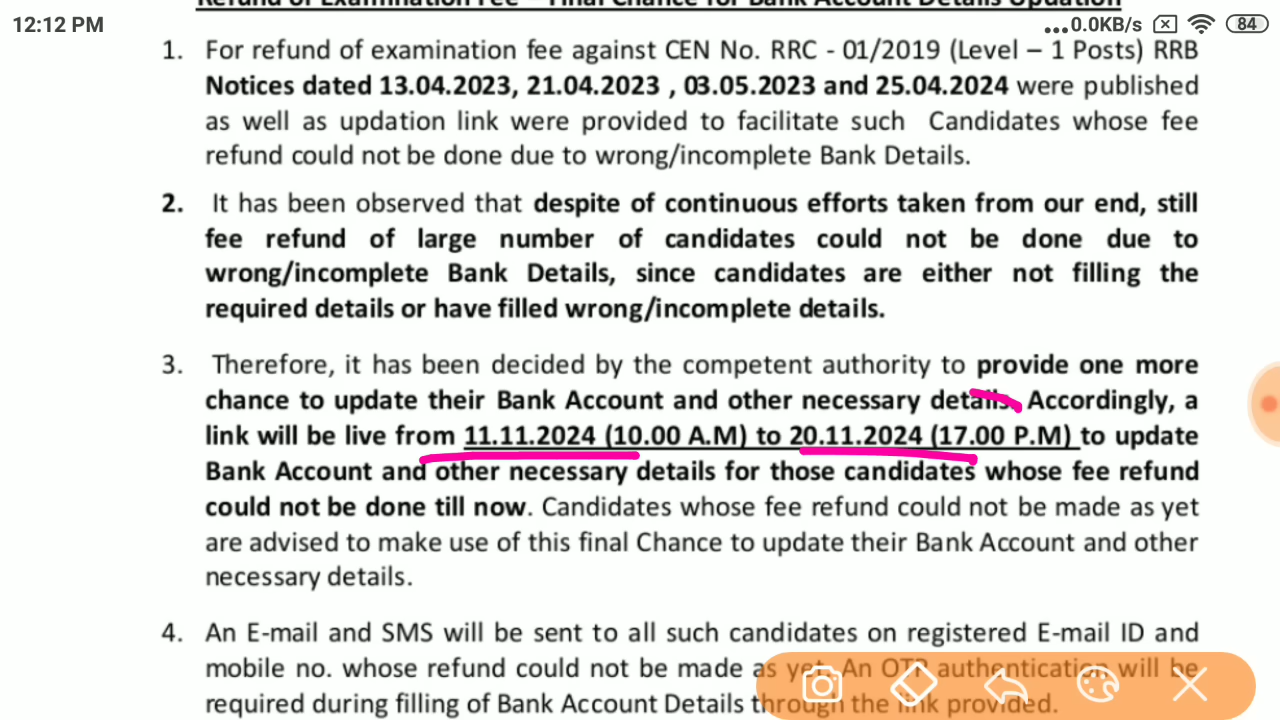 Refund of Examination Fee – Final Chance for Bank Account Details Updation
12:12 PM
...0.0KB/s 84
1. For refund of examination fee against CEN No. RRC - 01/2019 (Level – 1 Posts) RRB
Notices dated 13.04.2023, 21.04.2023 , 03.05.2023 and 25.04.2024 were published
as well as updation link were provided to facilitate such Candidates whose fee
refund could not be done due to wrong/incomplete Bank Details.
2. It has been observed that despite of continuous efforts taken from our end, still
fee refund of large number of candidates could not be done due to
wrong/incomplete Bank Details, since candidates are either not filling the
required details or have filled wrong/incomplete details.
3. Therefore, it has been decided by the competent authority to provide one more
chance to update their Bank Account and other necessary details. Accordingly, a
link will be live from 11.11.2024 (10.00 A.M) to 20.11.2024 (17.00 P.M) to update
Bank Account and other necessary details for those candidates whose fee refund
could not be done till now. Candidates whose fee refund could not be made as yet
are advised to make use of this final Chance to update their Bank Account and other
necessary details.
4. An E-mail and SMS will be sent to all such candidates on registered E-mail ID and
mobile no. whose refund could not be made as yet. An OTP authentication will be
required during filling of Bank Account Details through the link provided.